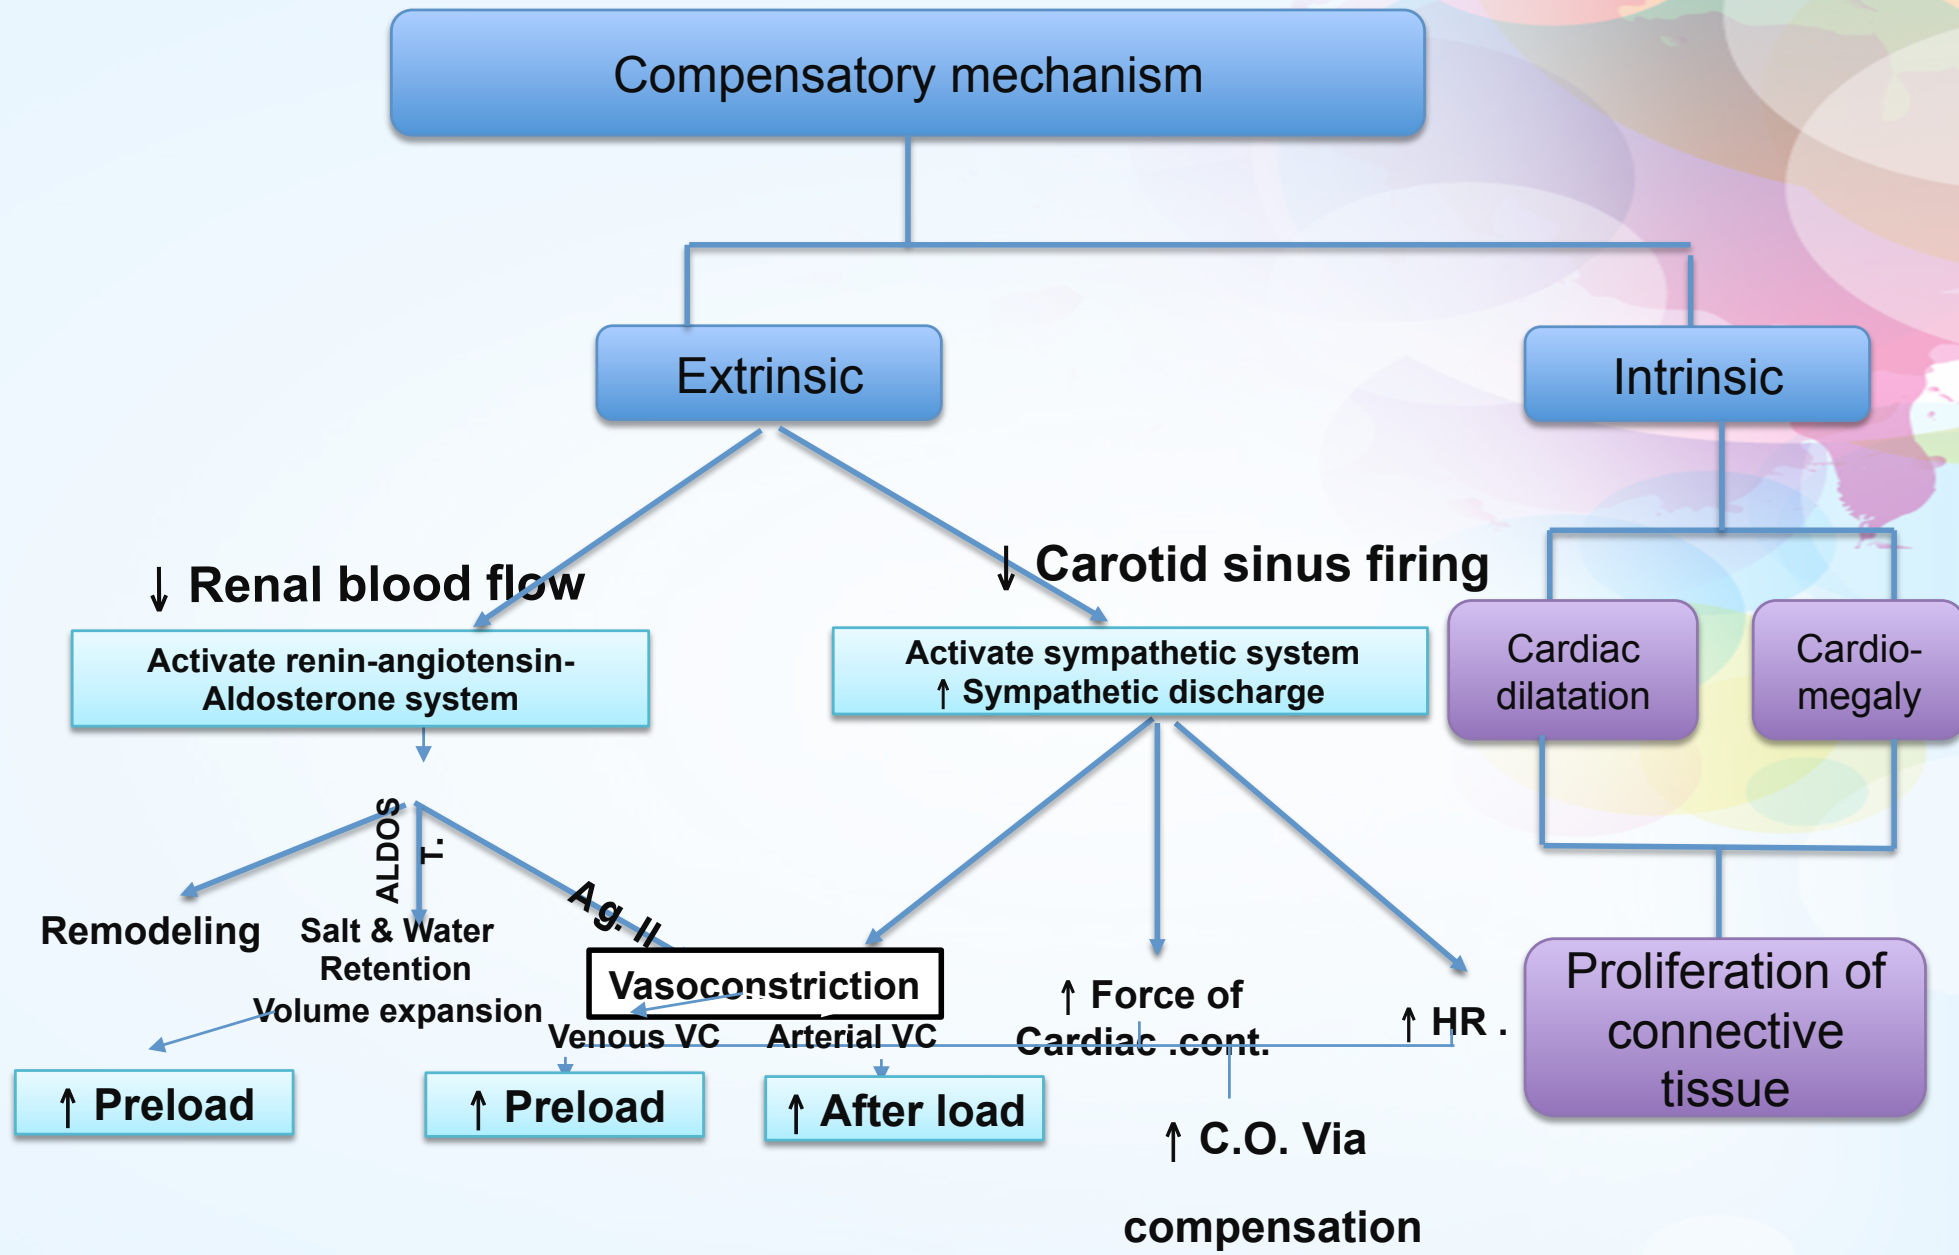 Compensatory mechanism
Extrinsic
Intrinsic
↓ Renal blood flow
↓ Carotid sinus firing
Activate renin-angiotensin-
Aldosterone system
Activate sympathetic system
↑ Sympathetic discharge
Cardiac
dilatation
Cardio-
megaly
ALDOS
T.
Ag. II
Remodeling
Salt & Water
Retention
Volume expansion
Vasoconstriction
Venous VC
Arterial VC
↑ Force of
Cardiac .cont.
↑ HR .
Proliferation of
connective
tissue
↑ Preload
↑ Preload
↑ After load
↑ C.O. Via
compensation